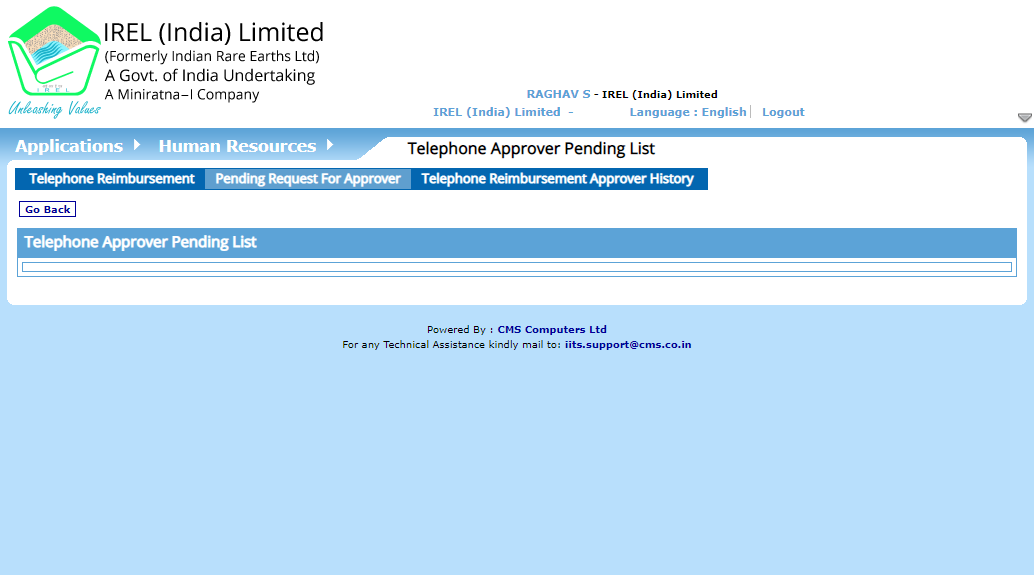 IREL (India) Limited
(Formerly Indian Rare Earths Ltd)
A Govt. of India Undertaking
A Miniratna–I Company
IREL
Unleashing Values
RAGHAV S - IREL (India) Limited
IREL (India) Limited -
Language : English
Logout
Applications
Human Resources
Telephone Approver Pending List
Telephone Reimbursement
Pending Request For Approver
Telephone Reimbursement Approver History
Go Back
Telephone Approver Pending List
Powered By : CMS Computers Ltd
For any Technical Assistance kindly mail to: iits.support@cms.co.in